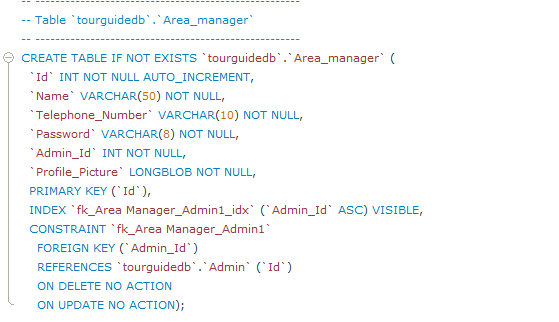 -- -----------------------------------------------------
-- Table `tourguidedb`.`Area_manager`
-- -----------------------------------------------------
CREATE TABLE IF NOT EXISTS `tourguidedb`.`Area_manager` (
`Id` INT NOT NULL AUTO_INCREMENT,
`Name` VARCHAR(50) NOT NULL,
`Telephone_Number` VARCHAR(10) NOT NULL,
`Password` VARCHAR(8) NOT NULL,
`Admin_Id` INT NOT NULL,
`Profile_Picture` LONGBLOB NOT NULL,
PRIMARY KEY (`Id`),
INDEX `fk_Area Manager_Admin1_idx` (`Admin_Id` ASC) VISIBLE,
CONSTRAINT `fk_Area Manager_Admin1`
FOREIGN KEY (`Admin_Id`)
REFERENCES `tourguidedb`.`Admin` (`Id`)
ON DELETE NO ACTION
ON UPDATE NO ACTION);